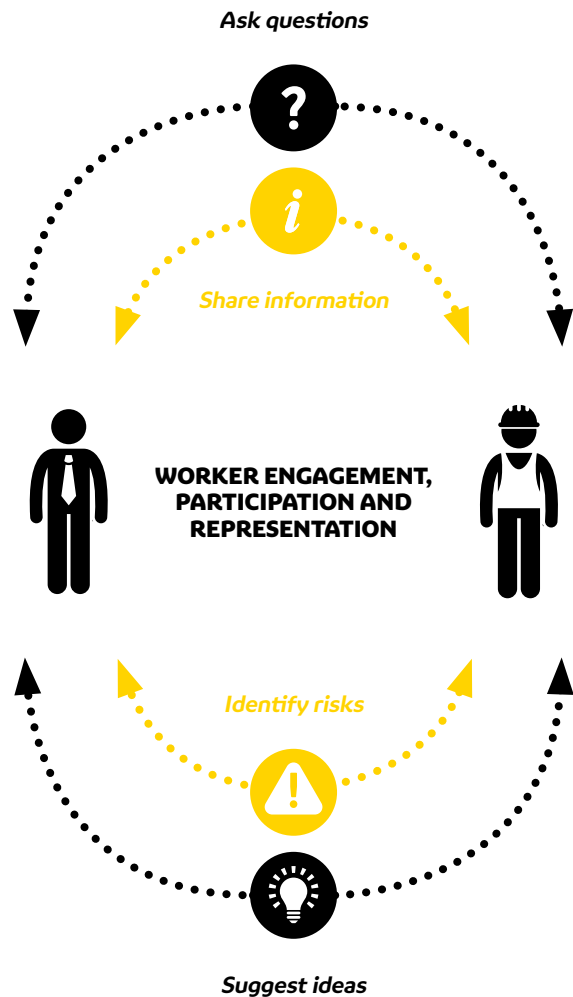 Ask questions
?
i
Share information
WORKER ENGAGEMENT,
PARTICIPATION AND
REPRESENTATION
Identify risks
!
Suggest ideas